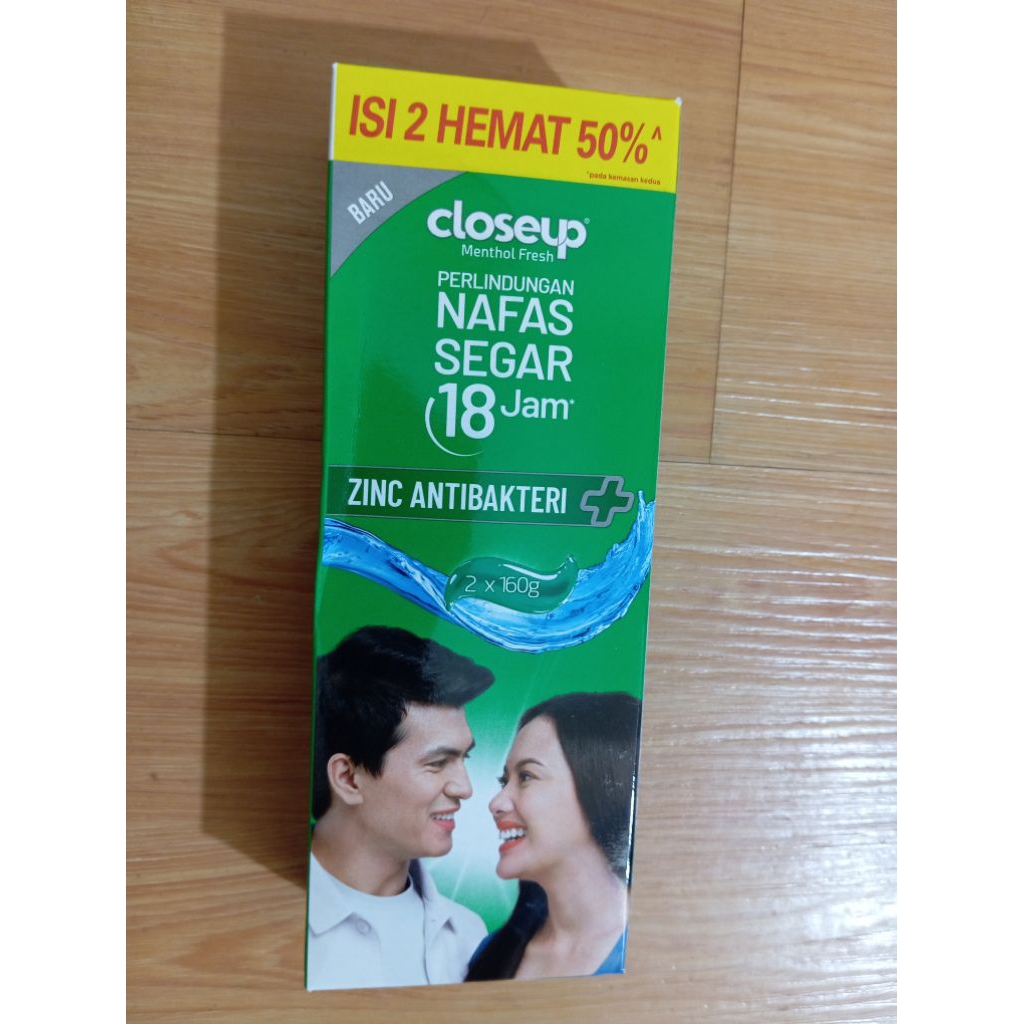 ISI 2 HEMAT 50%^
^pada kemasan kedua
BARU
closeup®
Menthol Fresh
PERLINDUNGAN
NAFAS
SEGAR
18 Jam*
ZINC ANTIBAKTERI
2 x 160g